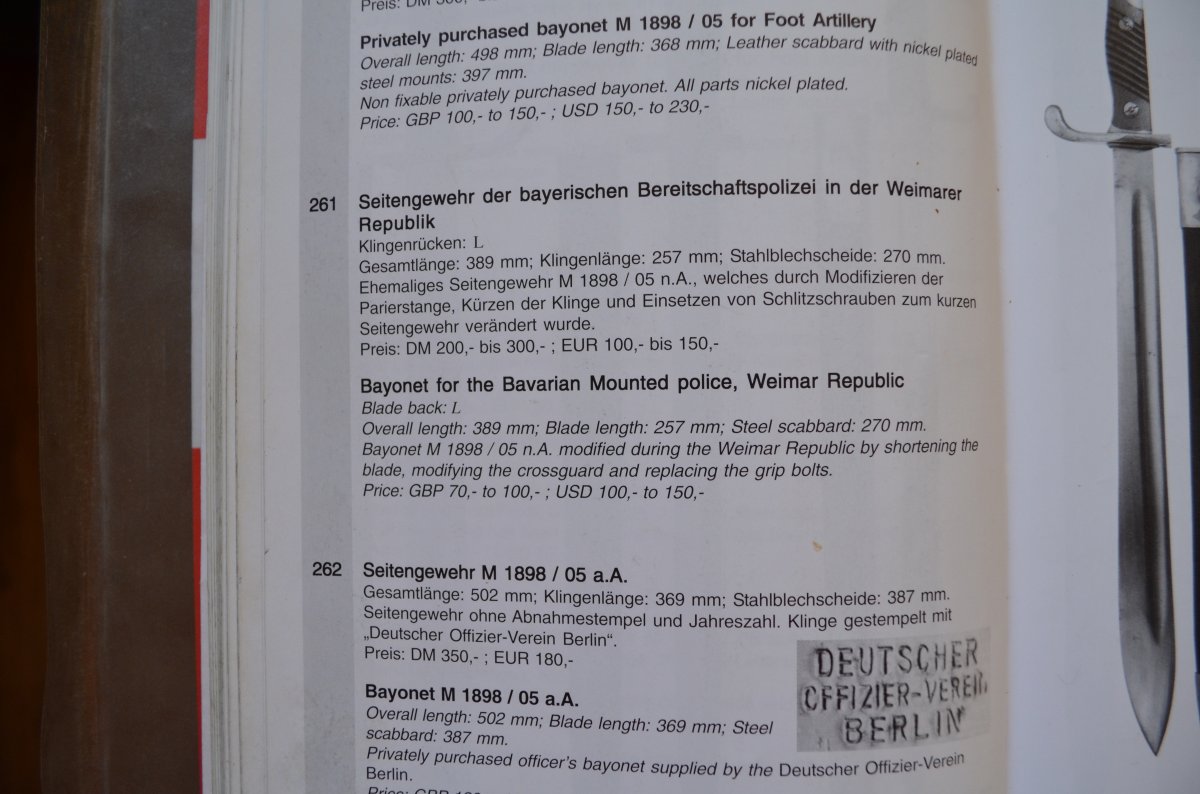 Preis: DM 300,-
Privately purchased bayonet M 1898 / 05 for Foot Artillery
Overall length: 498 mm; Blade length: 368 mm; Leather scabbard with nickel plated
steel mounts: 397 mm.
Non fixable privately purchased bayonet. All parts nickel plated.
Price: GBP 100,- to 150,- ; USD 150,- to 230,-
261 Seitengewehr der bayerischen Bereitschaftspolizei in der Weimarer
Republik
Klingenrücken: L
Gesamtlänge: 389 mm; Klingenlänge: 257 mm; Stahlblechscheide: 270 mm.
Ehemaliges Seitengewehr M 1898 / 05 n.A., welches durch Modifizieren der
Parierstange, Kürzen der Klinge und Einsetzen von Schlitzschrauben zum kurzen
Seitengewehr verändert wurde.
Preis: DM 200,- bis 300,- ; EUR 100,- bis 150,-
Bayonet for the Bavarian Mounted police, Weimar Republic
Blade back: L
Overall length: 389 mm; Blade length: 257 mm; Steel scabbard: 270 mm.
Bayonet M 1898 / 05 n.A. modified during the Weimar Republic by shortening the
blade, modifying the crossguard and replacing the grip bolts.
Price: GBP 70,- to 100,- ; USD 100,- to 150,-
262 Seitengewehr M 1898 / 05 a.A.
Gesamtlänge: 502 mm; Klingenlänge: 369 mm; Stahlblechscheide: 387 mm.
Seitengewehr ohne Abnahmestempel und Jahreszahl. Klinge gestempelt mit
„Deutscher Offizier-Verein Berlin“.
Preis: DM 350,- ; EUR 180,-
DEUTSCHER
OFFIZIER-VEREIN
BERLIN
Bayonet M 1898 / 05 a.A.
Overall length: 502 mm; Blade length: 369 mm; Steel
scabbard: 387 mm.
Privately purchased officer's bayonet supplied by the Deutscher Offizier-Verein
Berlin.
Price: GBP